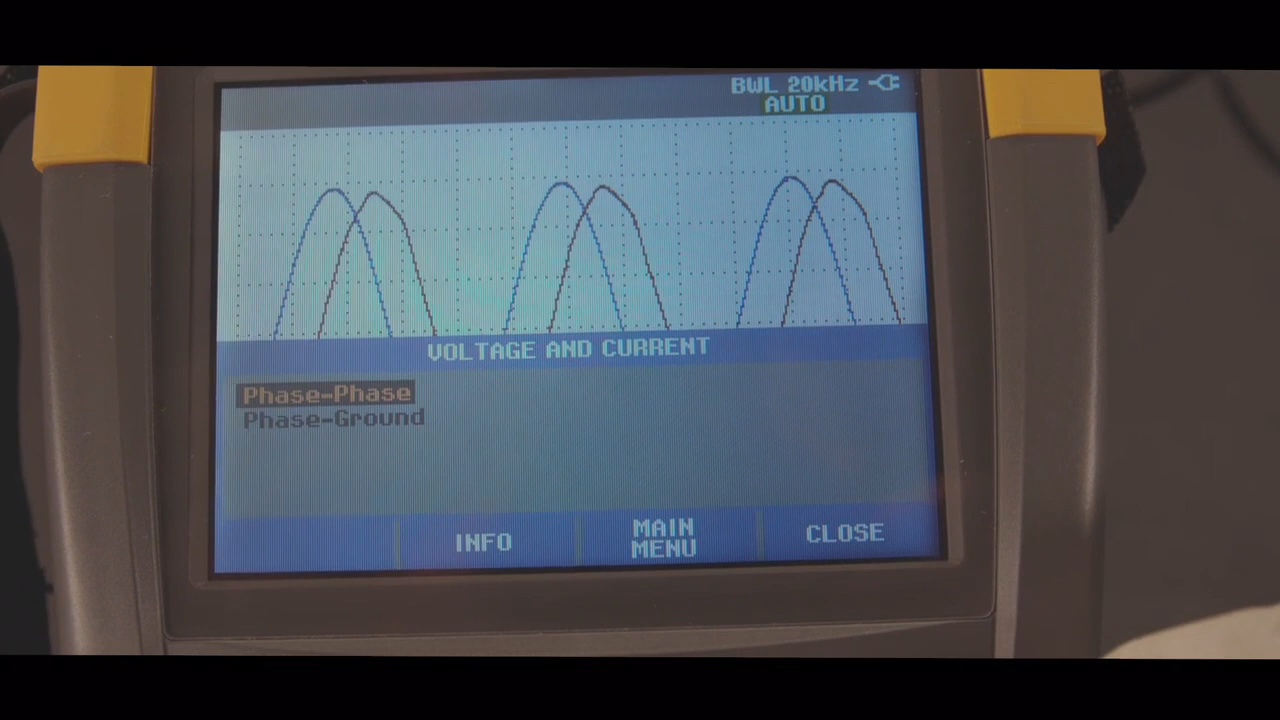 BWL 20kHz
AUTO
VOLTAGE AND CURRENT
Phase-Phase
Phase-Ground
INFO
MAIN
MENU
CLOSE